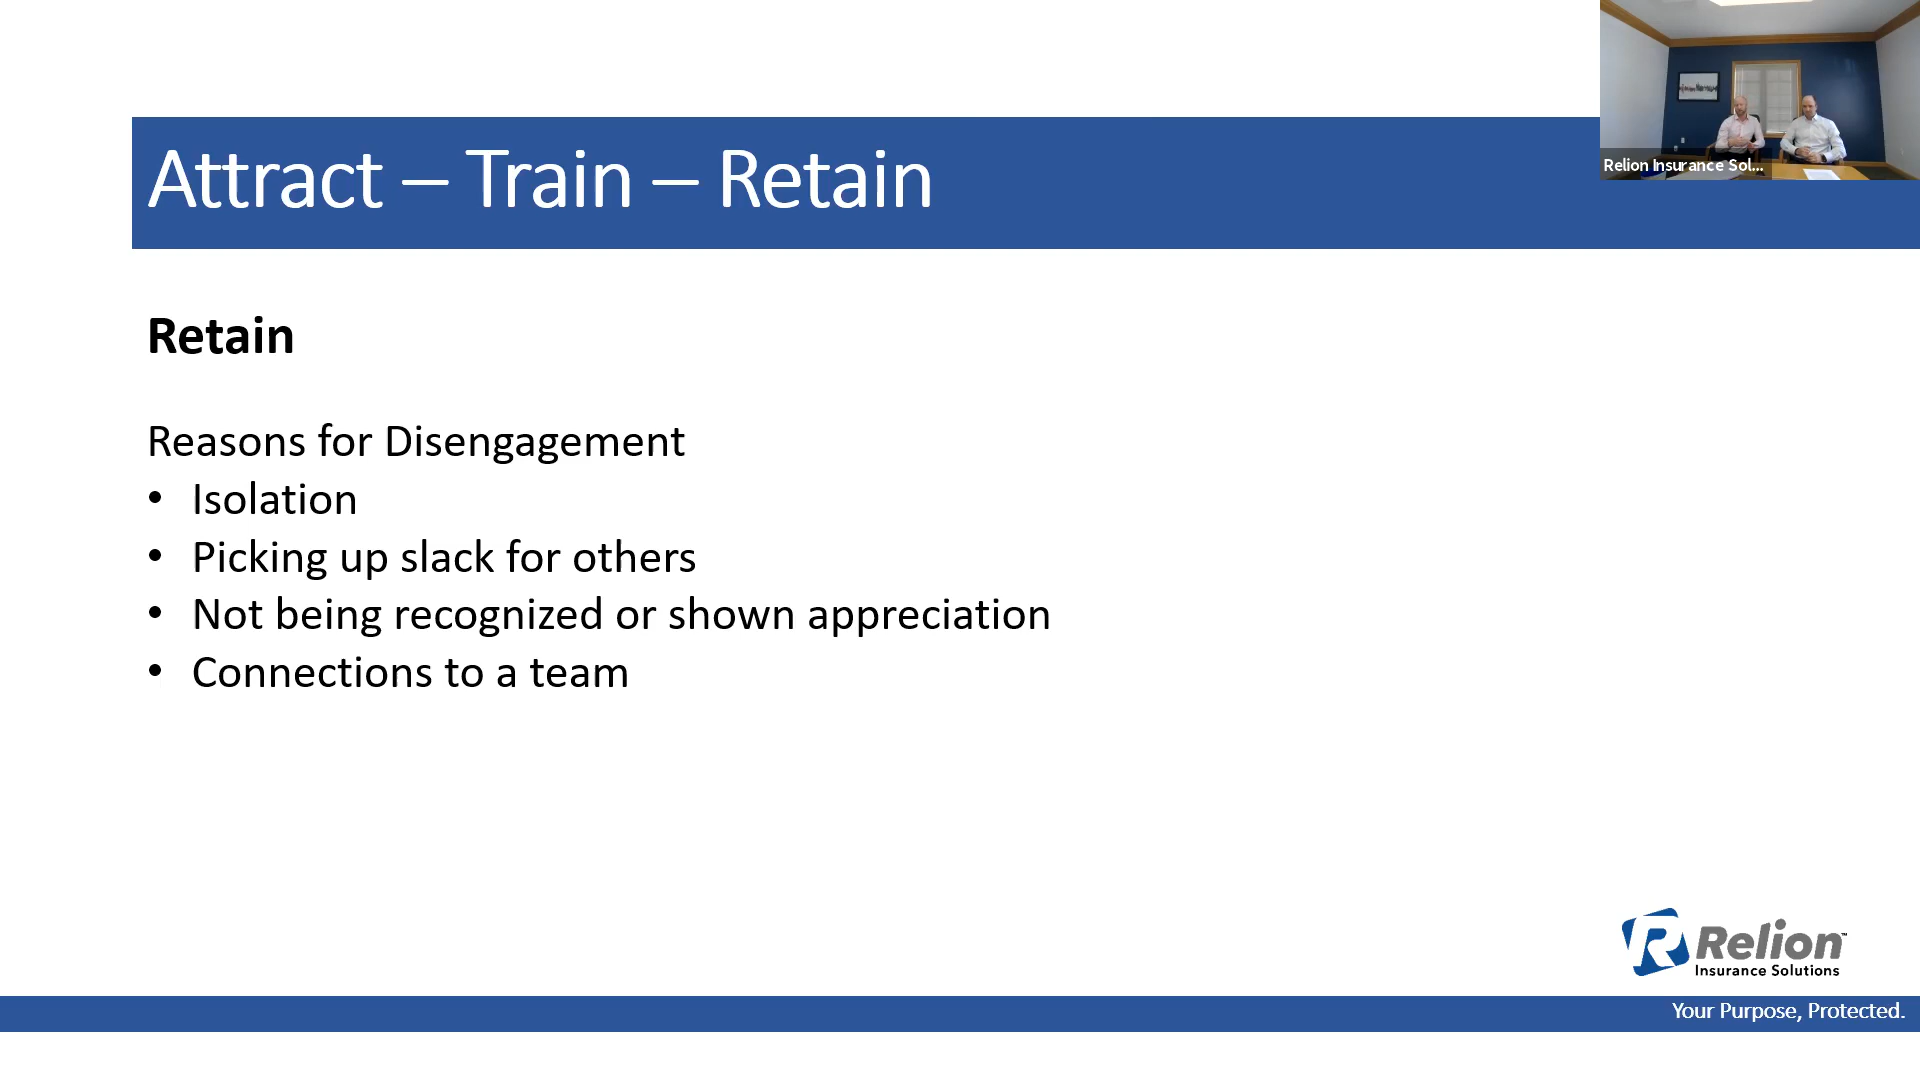 Attract – Train – Retain
Relion Insurance Sol...
Retain
Reasons for Disengagement
• Isolation
• Picking up slack for others
• Not being recognized or shown appreciation
• Connections to a team
Relion™
Insurance Solutions
Your Purpose, Protected.